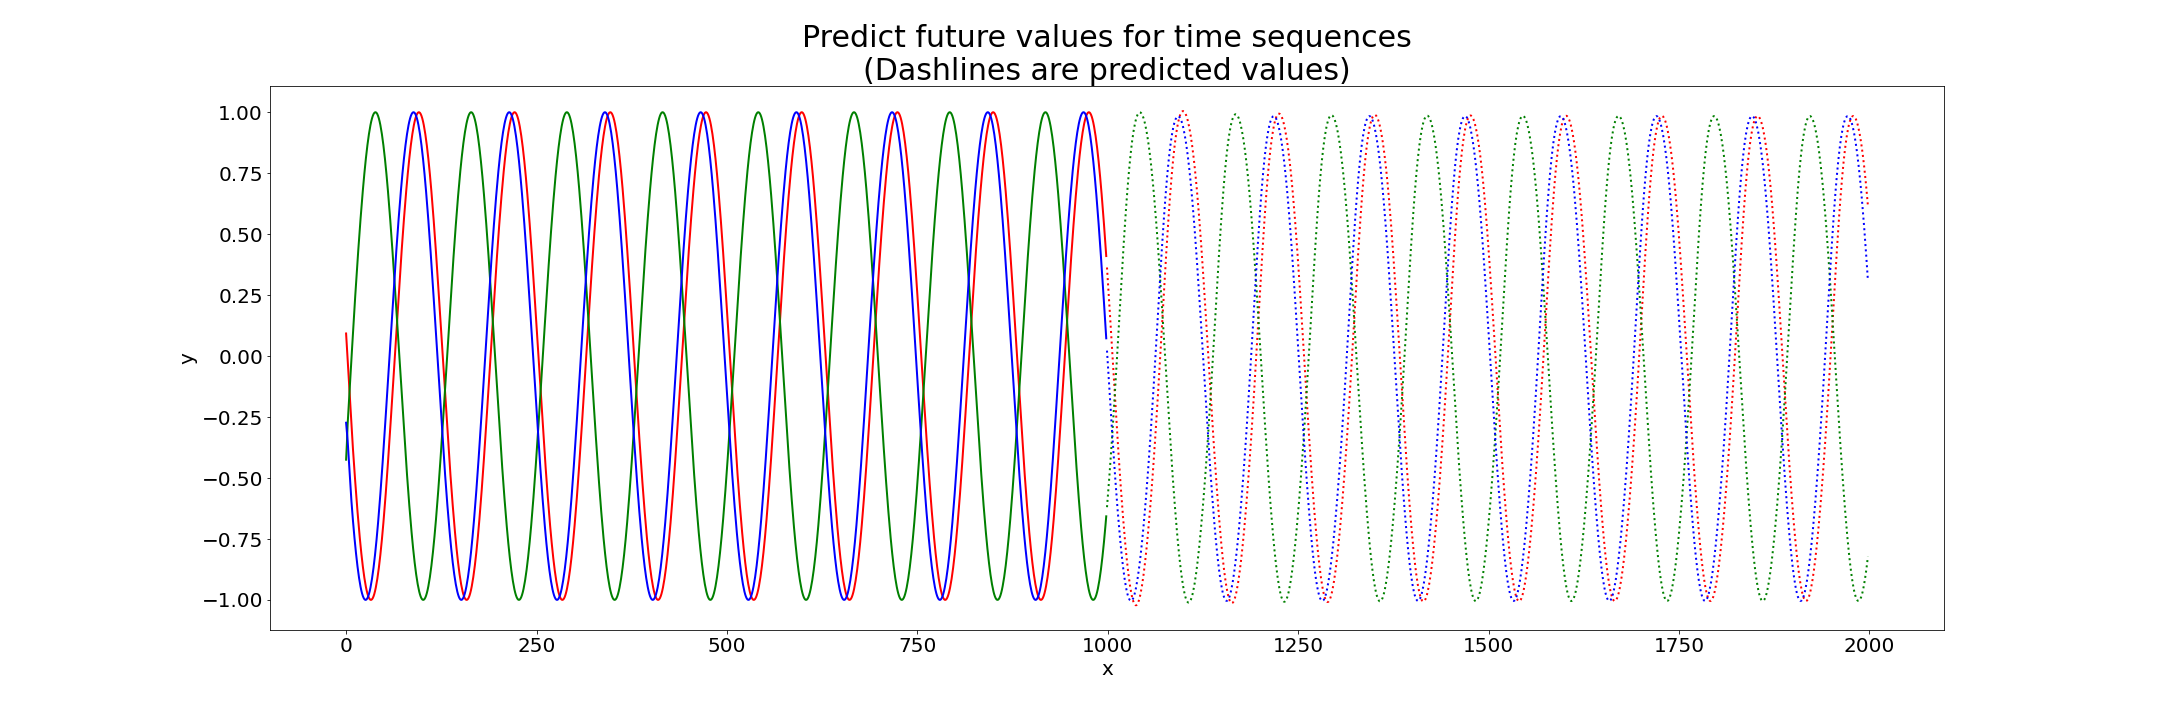 Predict future values for time sequences
(Dashlines are predicted values)
1.00
0.75
0.50
0.25
0.00
−0.25
−0.50
−0.75
−1.00
y
0 250 500 750 1000 1250 1500 1750 2000
x